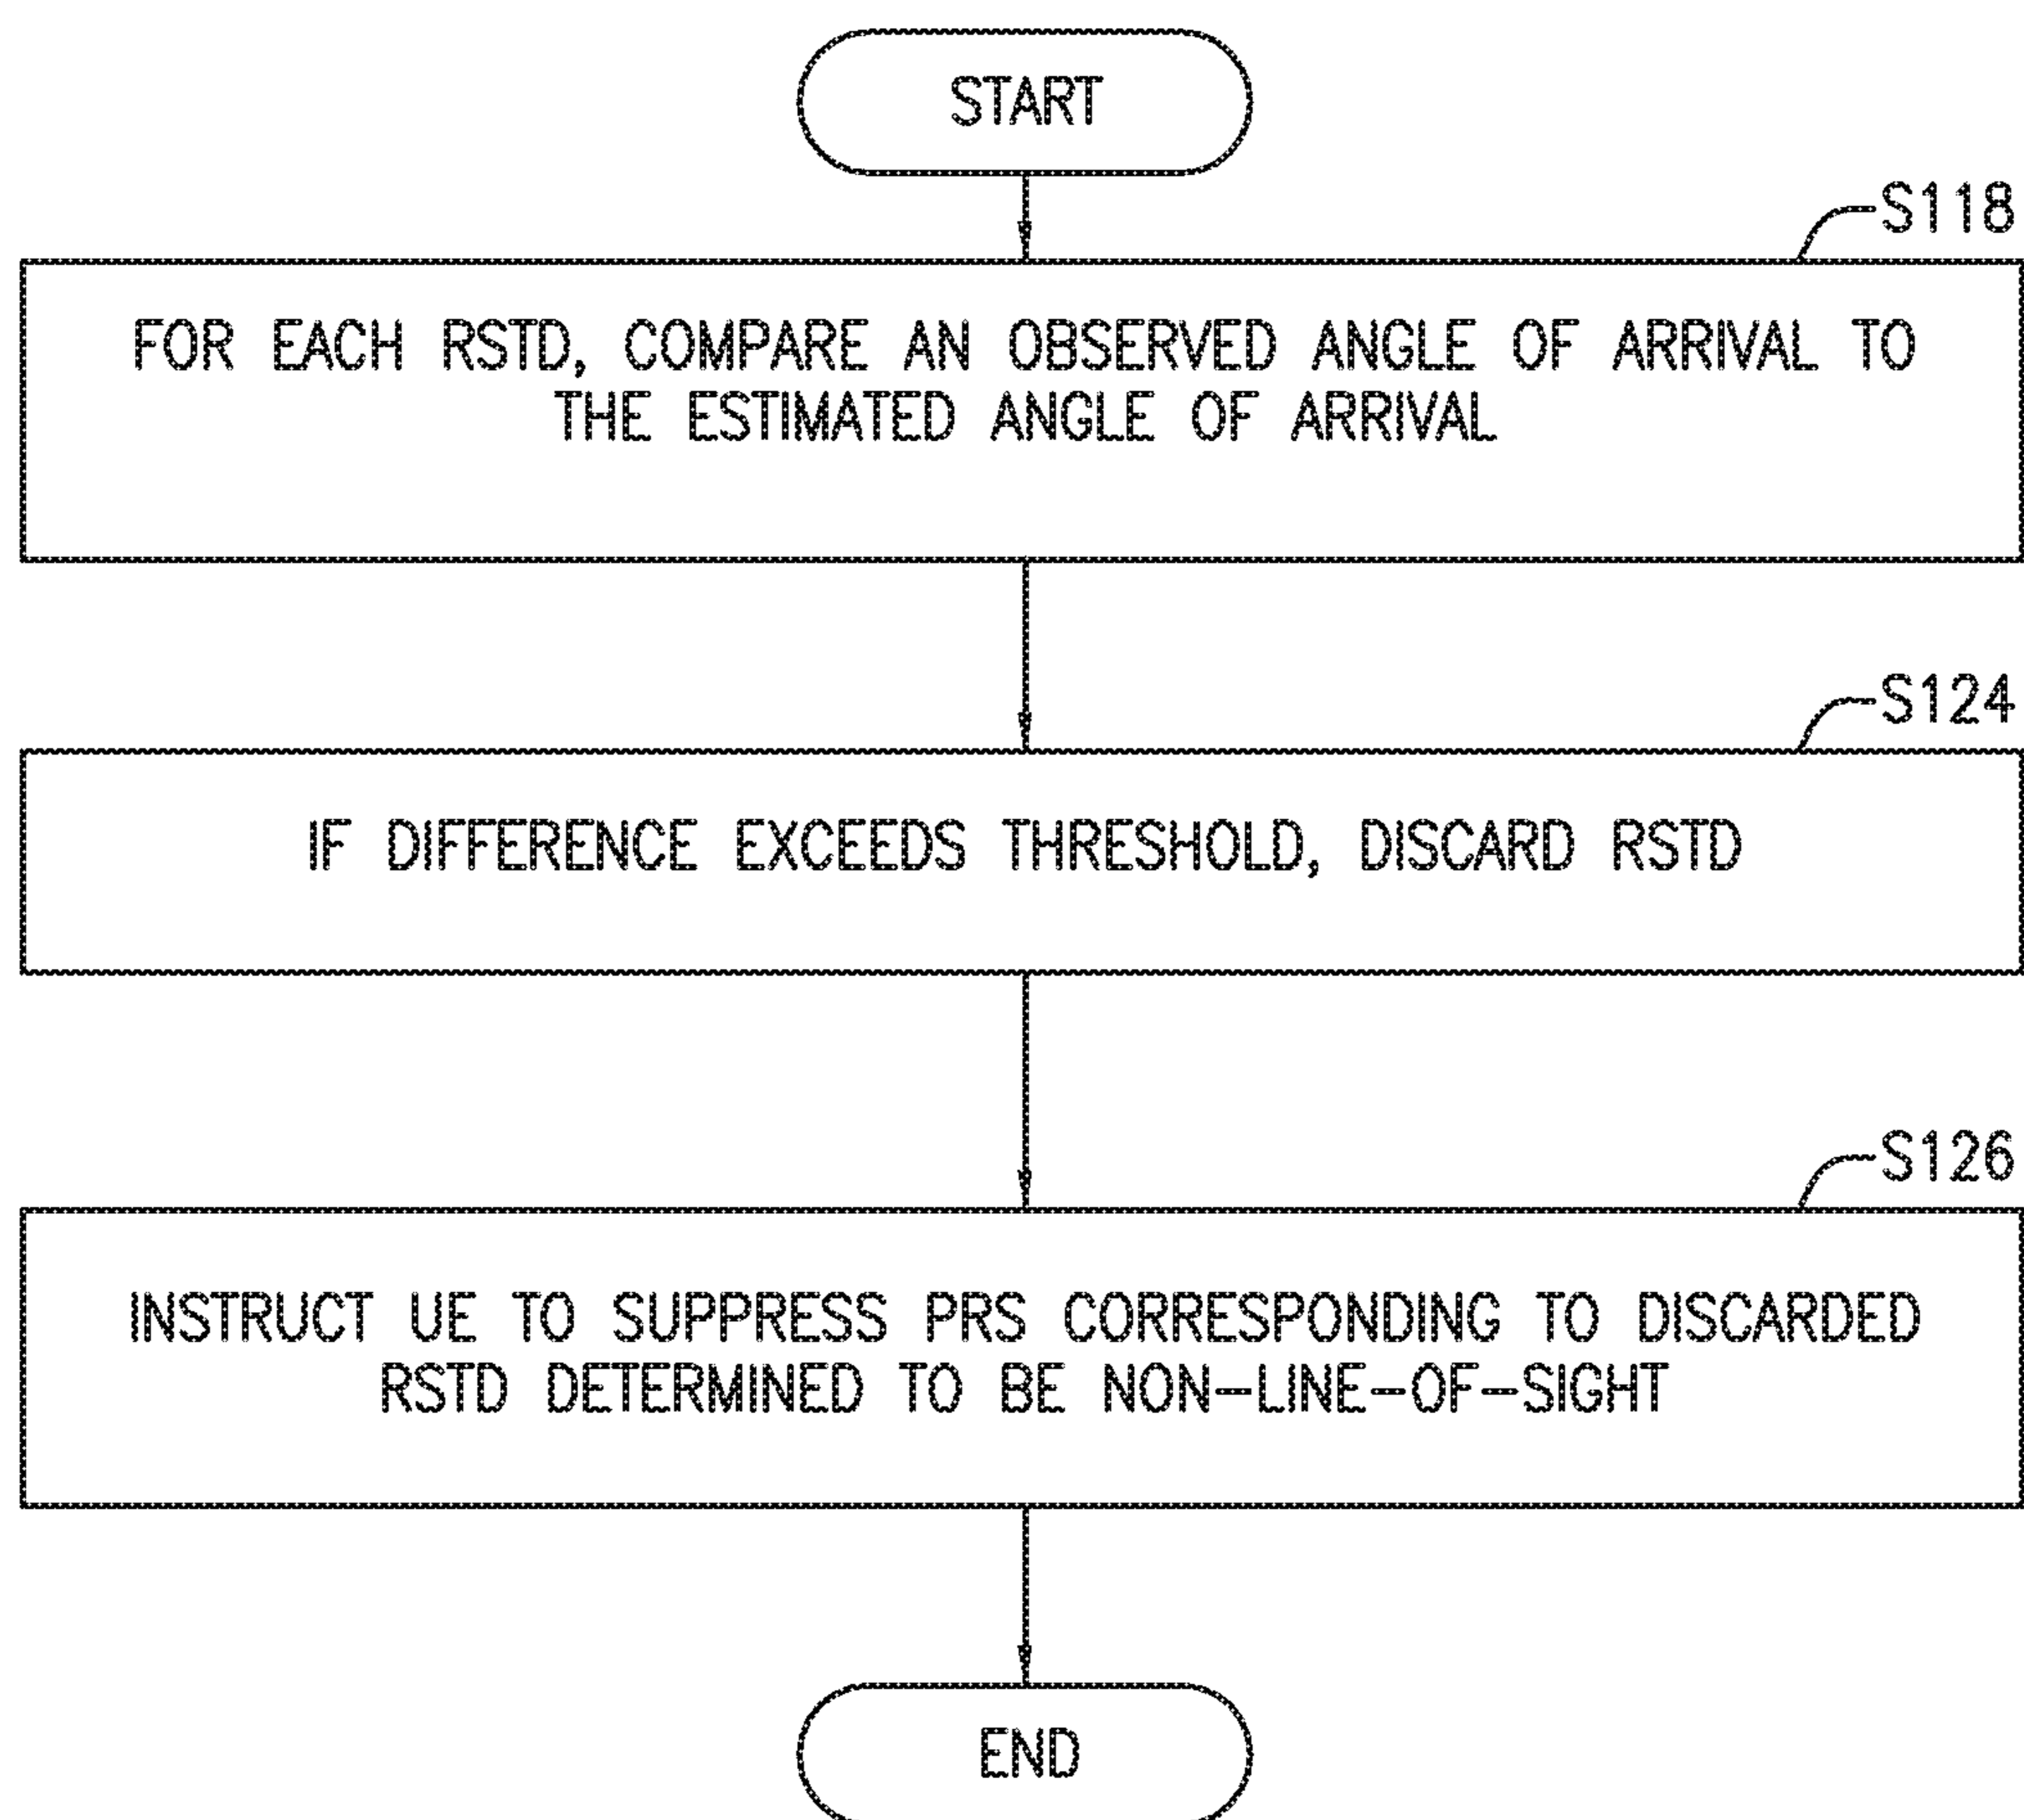 START
S118
FOR EACH RSTD, COMPARE AN OBSERVED ANGLE OF ARRIVAL TO
THE ESTIMATED ANGLE OF ARRIVAL
S124
IF DIFFERENCE EXCEEDS THRESHOLD, DISCARD RSTD
S126
INSTRUCT UE TO SUPPRESS PRS CORRESPONDING TO DISCARDED
RSTD DETERMINED TO BE NON-LINE-OF-SIGHT
END